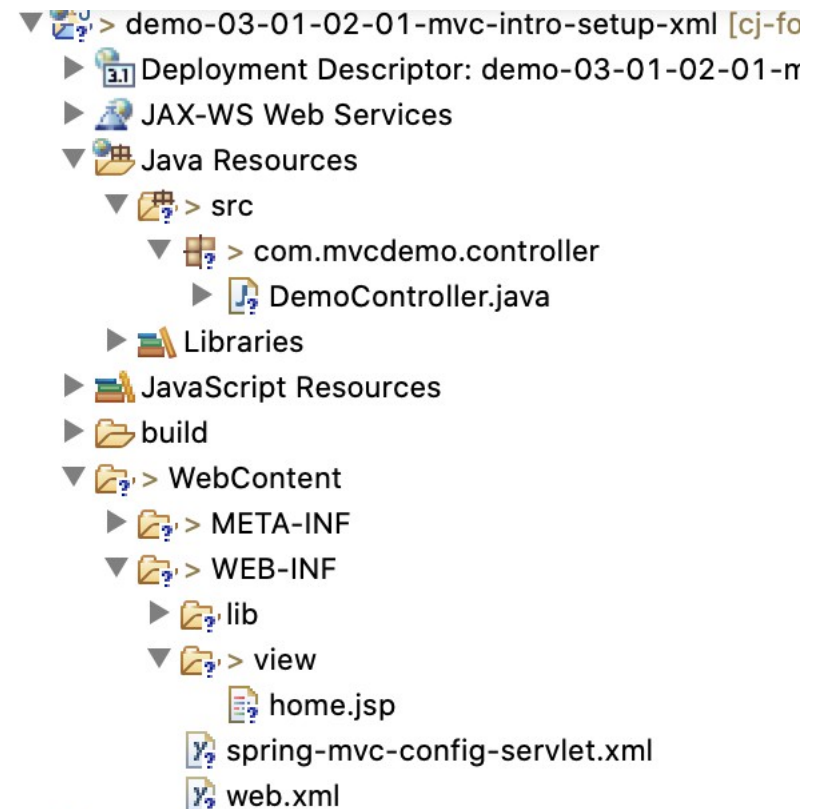 > demo-03-01-02-01-mvc-intro-setup-xml [cj-fo
3.1 Deployment Descriptor: demo-03-01-02-01-m
JAX-WS Web Services
Java Resources
> src
> com.mvcdemo.controller
DemoController.java
Libraries
JavaScript Resources
build
> WebContent
> META-INF
> WEB-INF
lib
> view
home.jsp
spring-mvc-config-servlet.xml
web.xml